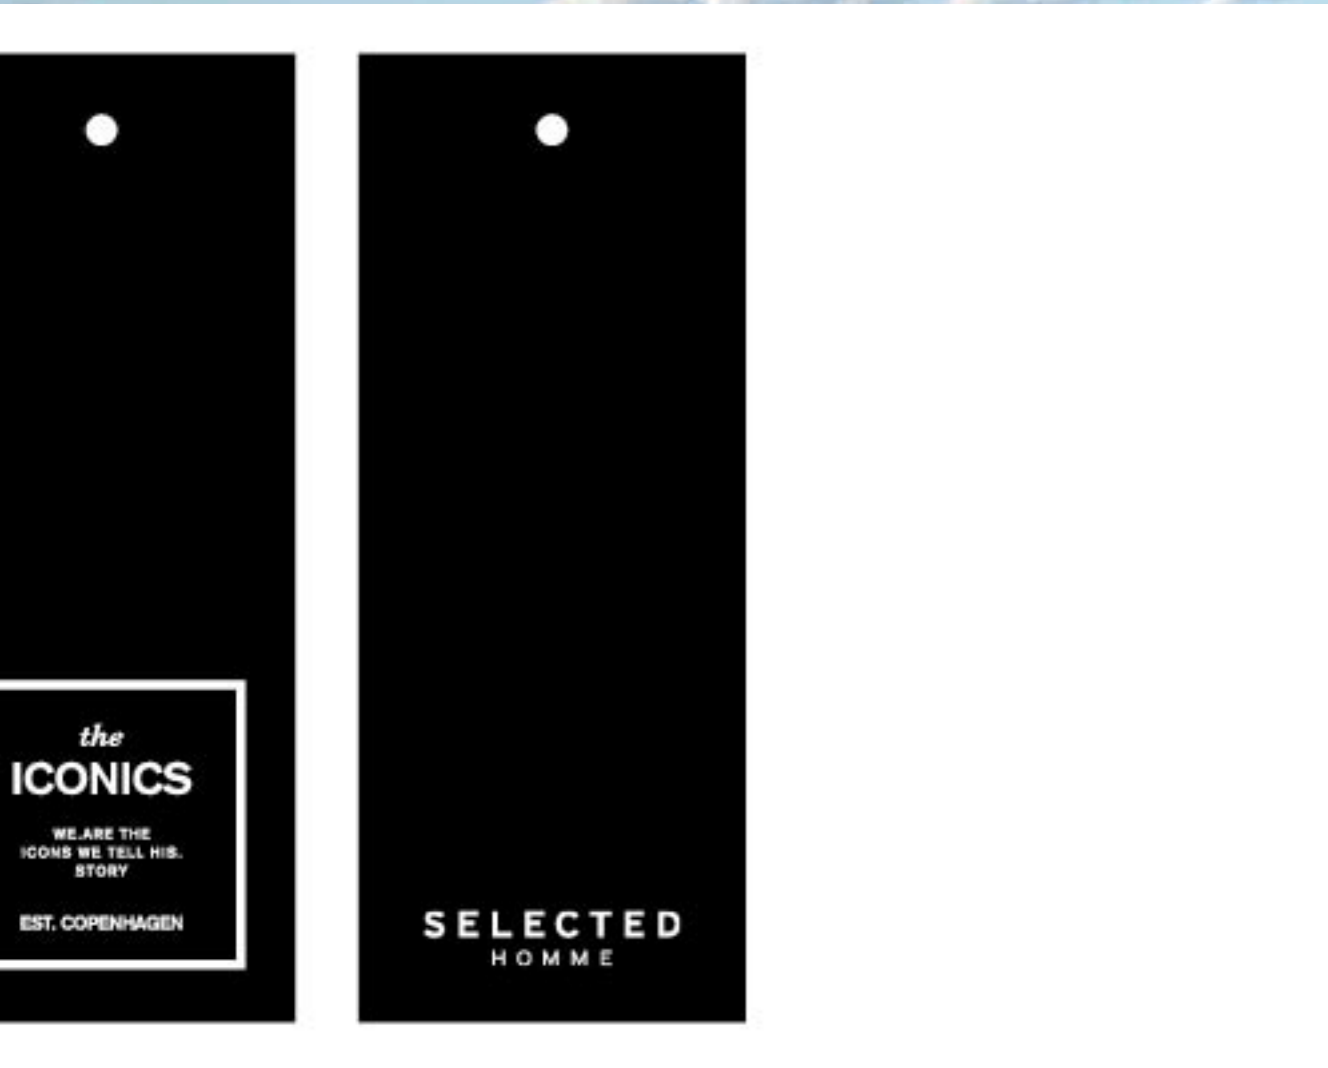 the
ICONICS
WE.ARE THE
ICONS WE TELL HIS.
STORY
EST. COPENHAGEN
SELECTED
HOMME